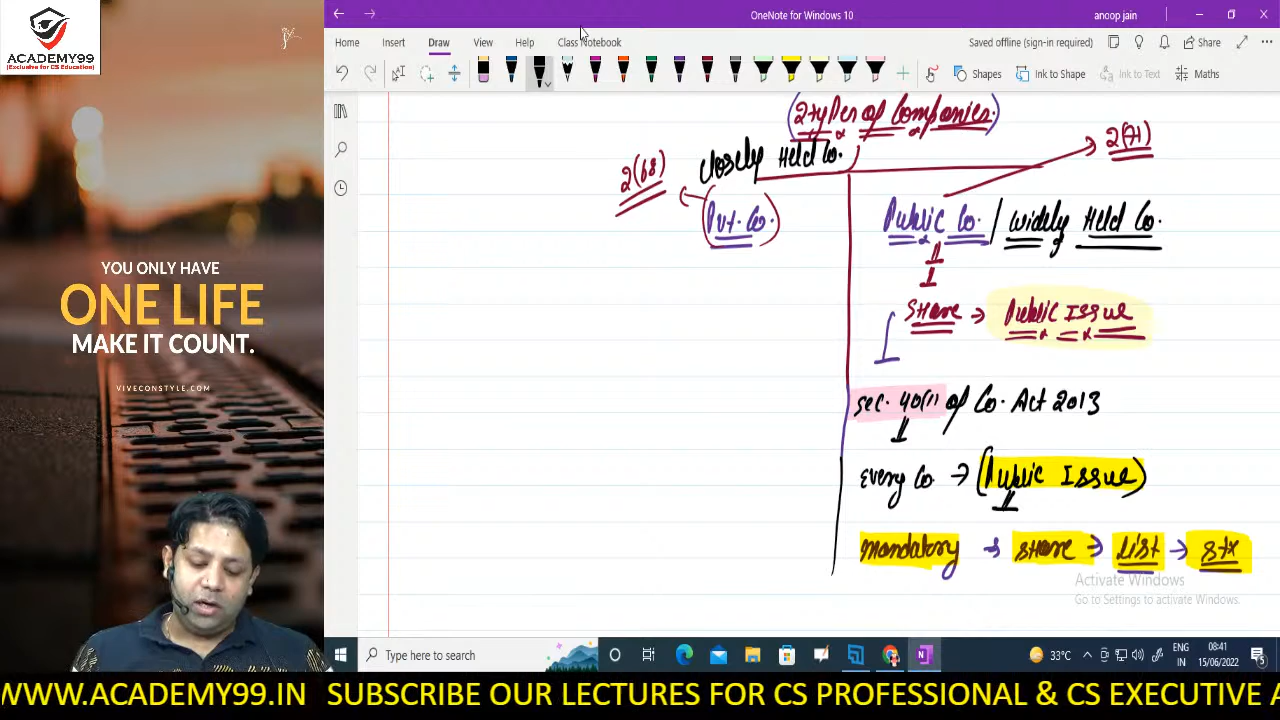 ACADEMY99
(Exclusive for CS Education)
YOU ONLY HAVE
ONE LIFE
MAKE IT COUNT.
VIVECONSTYLE.COM
OneNote for Windows 10
anoop jain
Home Insert Draw View Help Class Notebook
Saved offline (sign-in required)
Share
Shapes
Ink to Shape
Ink to Text
Maths
(2 types of Companies.)
Closely Held Co.
2(68)
2(71)
(Pvt. Co.)
Public Co. / Widely Held Co.
Share → Public Issue
Sec. 40(1) of Co. Act 2013
Every Co. → (Public Issue)
Mandatory → Share → List → Stx
Activate Windows
Go to Settings to activate Windows.
Type here to search
33°C
ENG
IN
08:41
15/06/2022
5
WWW.ACADEMY99.IN SUBSCRIBE OUR LECTURES FOR CS PROFESSIONAL & CS EXECUTIVE A